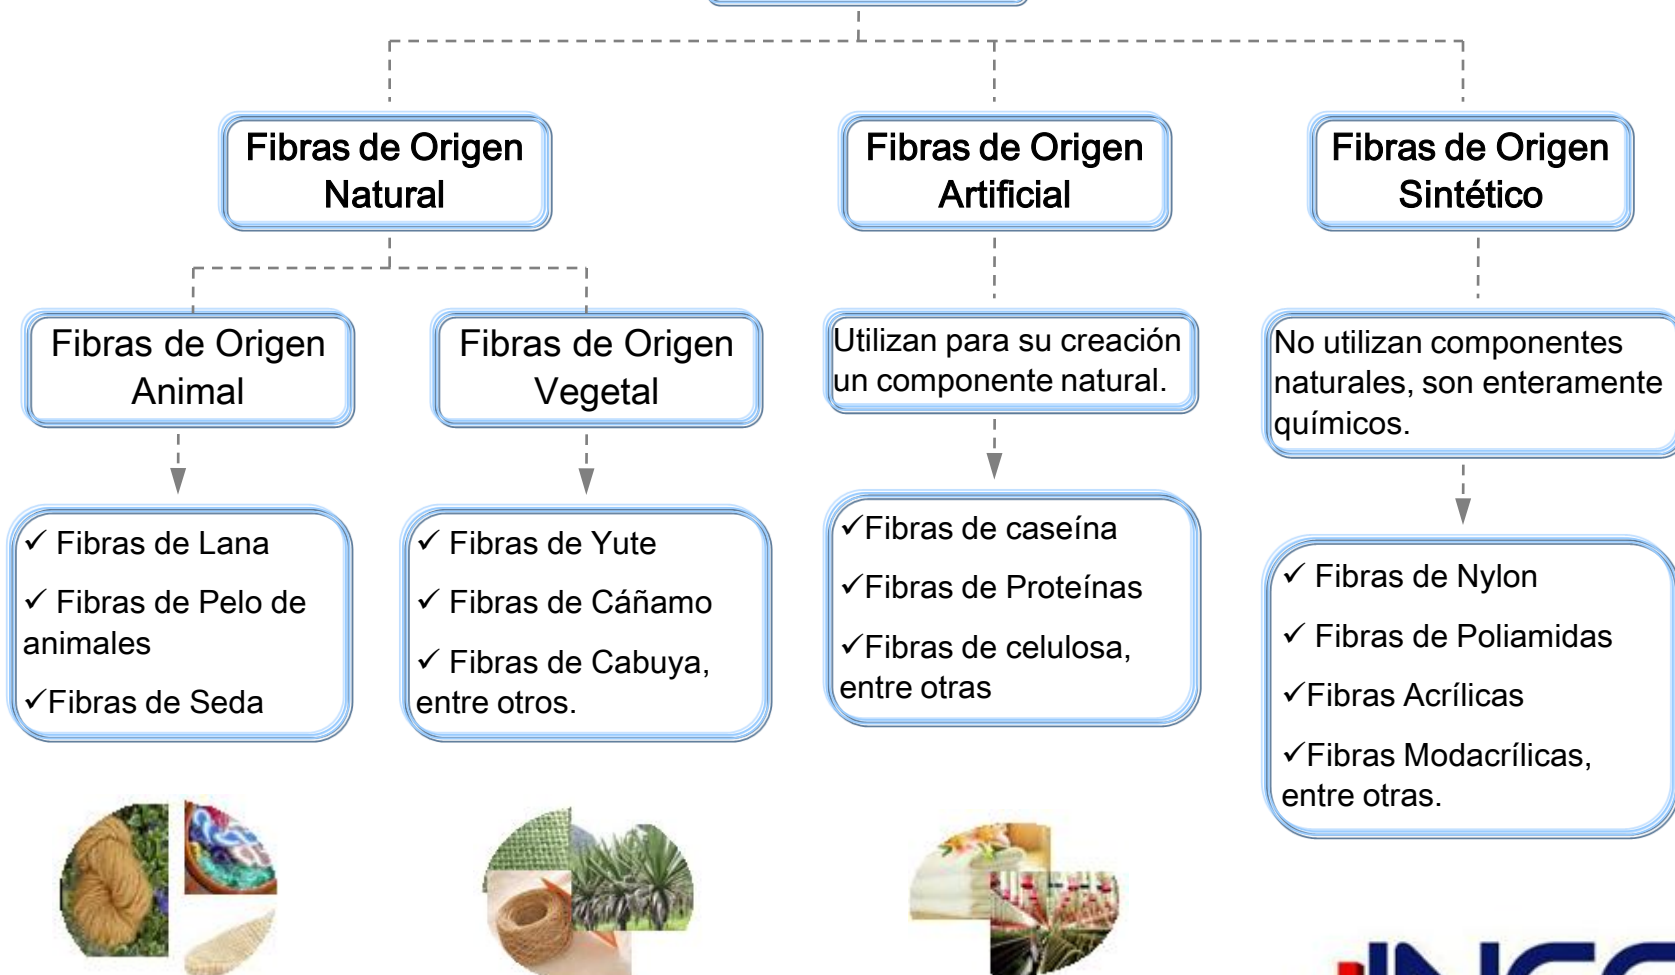 Fibras de Origen
Natural
Fibras de Origen
Artificial
Fibras de Origen
Sintético
Fibras de Origen
Animal
Fibras de Origen
Vegetal
Utilizan para su creación
un componente natural.
No utilizan componentes
naturales, son enteramente
químicos.
✓ Fibras de Lana
✓ Fibras de Pelo de
animales
✓Fibras de Seda
✓ Fibras de Yute
✓ Fibras de Cáñamo
✓ Fibras de Cabuya,
entre otros.
✓Fibras de caseína
✓Fibras de Proteínas
✓Fibras de celulosa,
entre otras
✓ Fibras de Nylon
✓ Fibras de Poliamidas
✓Fibras Acrílicas
✓Fibras Modacrílicas,
entre otras.